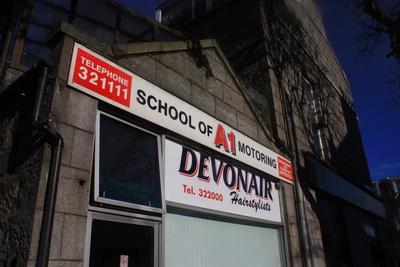 TELEPHONE
321111
SCHOOL OF A1 MOTORING
DEVONAIR
Tel. 322000
Hairstylists